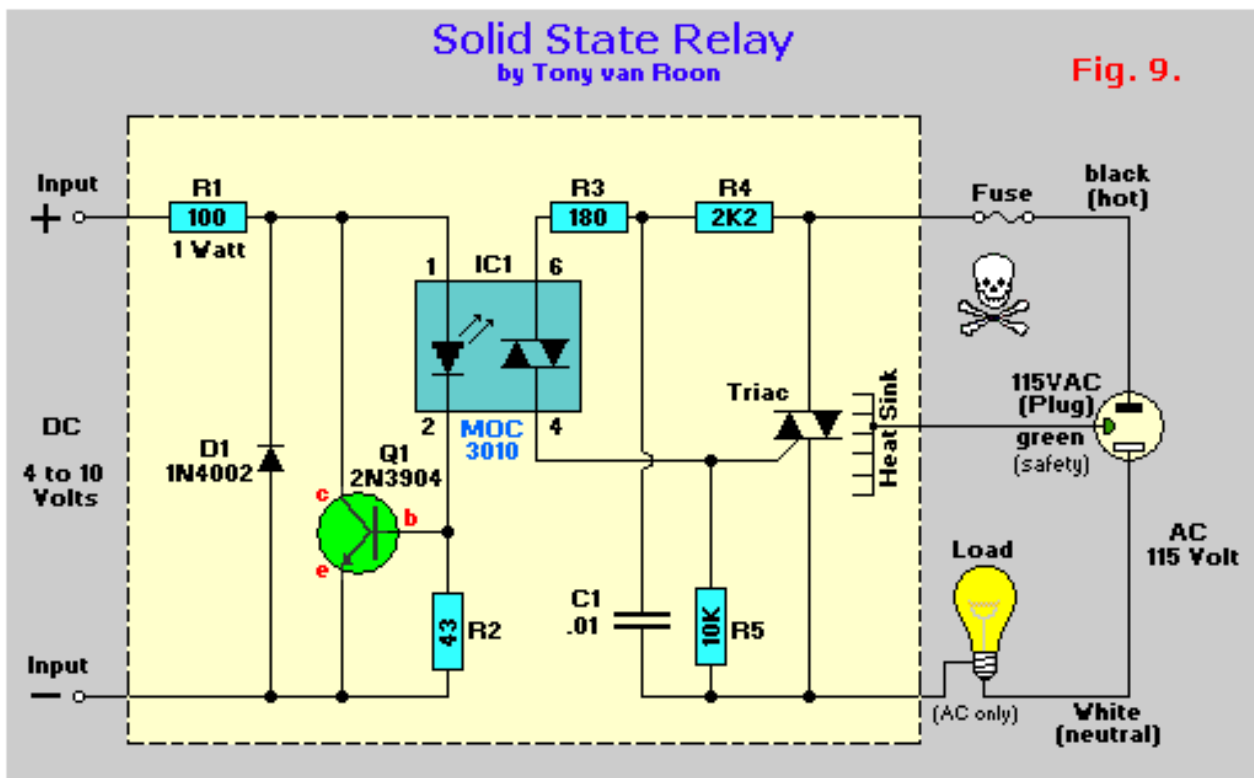 Solid State Relay
by Tony van Roon
Fig. 9.
Input
+
R1
100
1 Watt
R3
180
R4
2K2
Fuse
black
(hot)
1
IC1
6
2
MOC
3010
4
DC
4 to 10
Volts
D1
1N4002
Q1
2N3904
c
b
e
Triac
Heat Sink
115VAC
(Plug)
green
(safety)
AC
115 Volt
Load
43
R2
C1
.01
10K
R5
Input
−
(AC only)
White
(neutral)